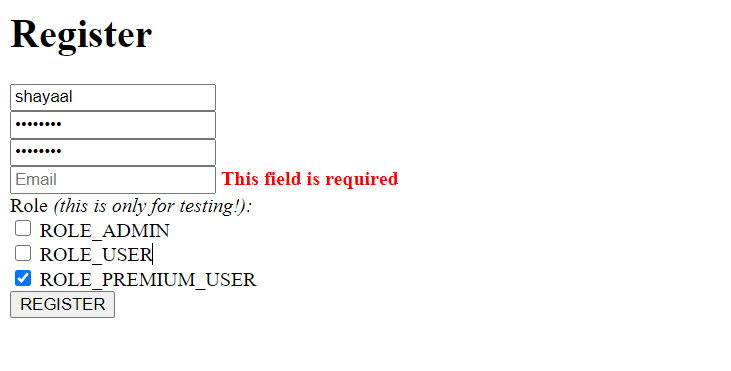 Register
shayaal
••••••••
••••••••
Email This field is required
Role (this is only for testing!):
ROLE_ADMIN
ROLE_USER
ROLE_PREMIUM_USER
REGISTER